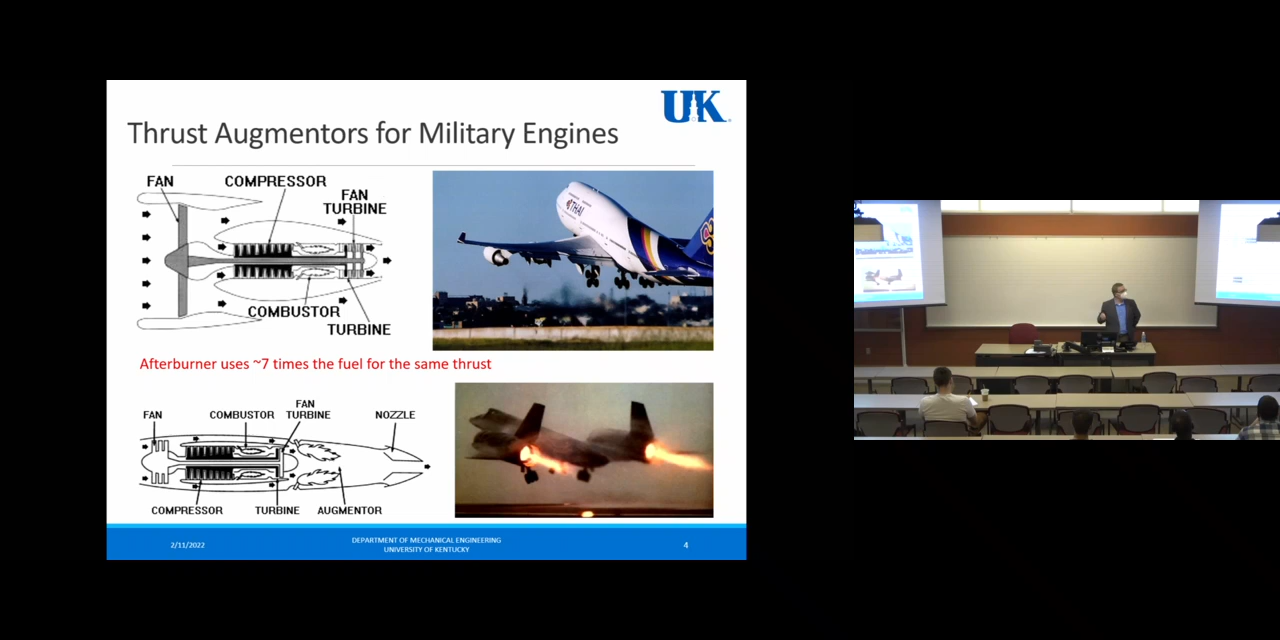 UK
Thrust Augmentors for Military Engines
FAN
COMPRESSOR
FAN
TURBINE
COMBUSTOR
TURBINE
THAI
Afterburner uses ~7 times the fuel for the same thrust
FAN
COMBUSTOR
FAN
TURBINE
NOZZLE
COMPRESSOR
TURBINE
AUGMENTOR
2/11/2022
DEPARTMENT OF MECHANICAL ENGINEERING
UNIVERSITY OF KENTUCKY
4